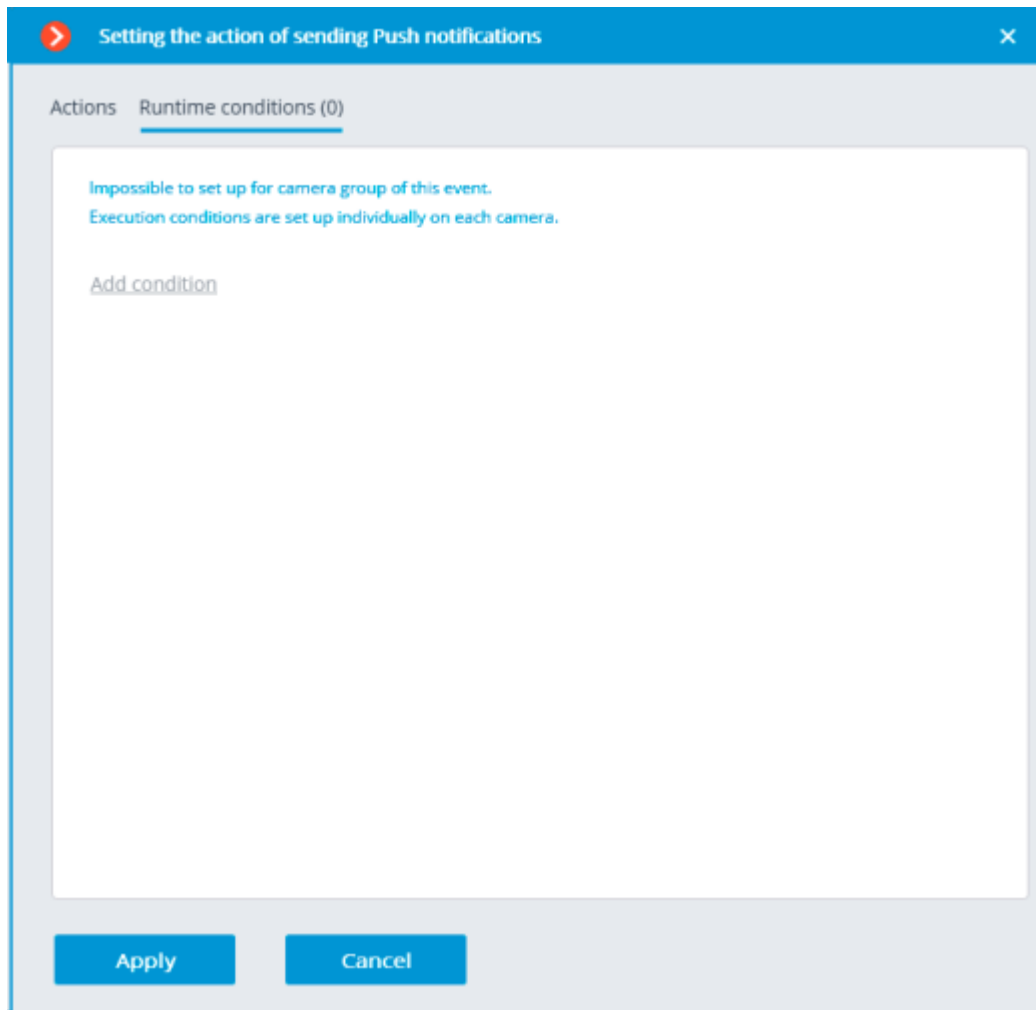 Setting the action of sending Push notifications
Actions Runtime conditions (0)
Impossible to set up for camera group of this event.
Execution conditions are set up individually on each camera.
Add condition
Apply Cancel